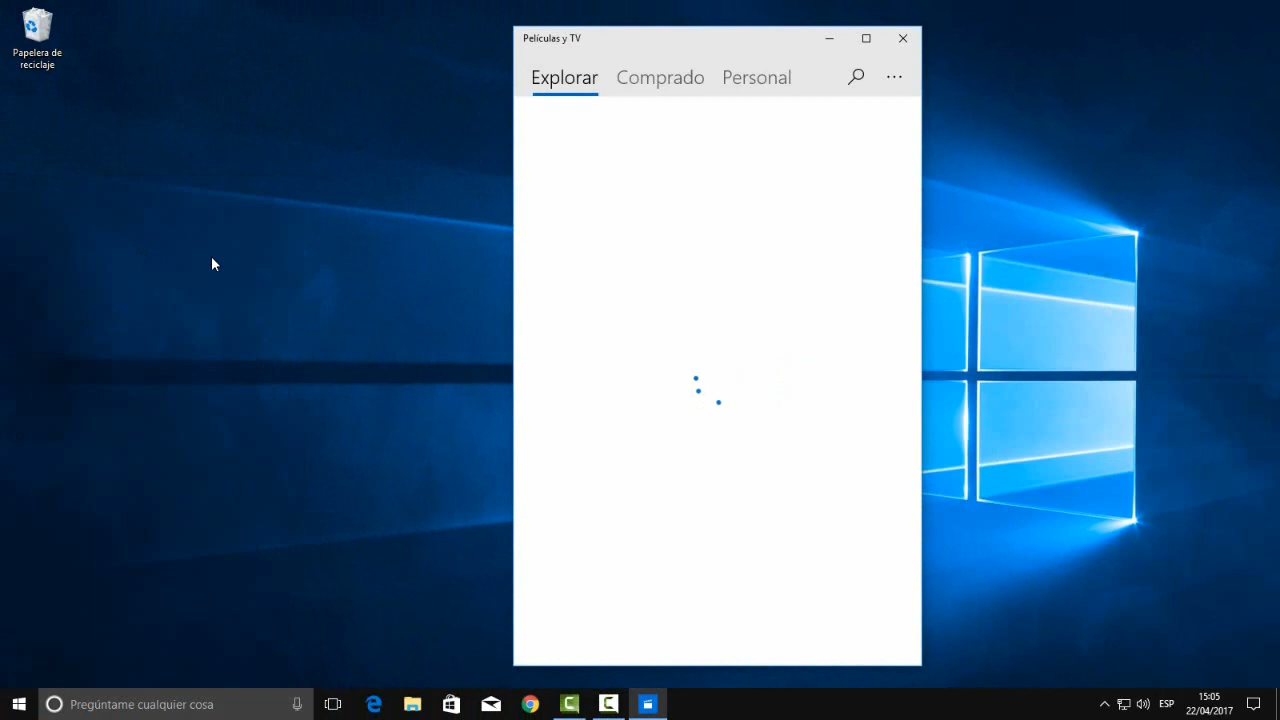 Papelera de
reciclaje
Películas y TV
Explorar Comprado Personal
Pregúntame cualquier cosa
ESP
15:05
22/04/2017